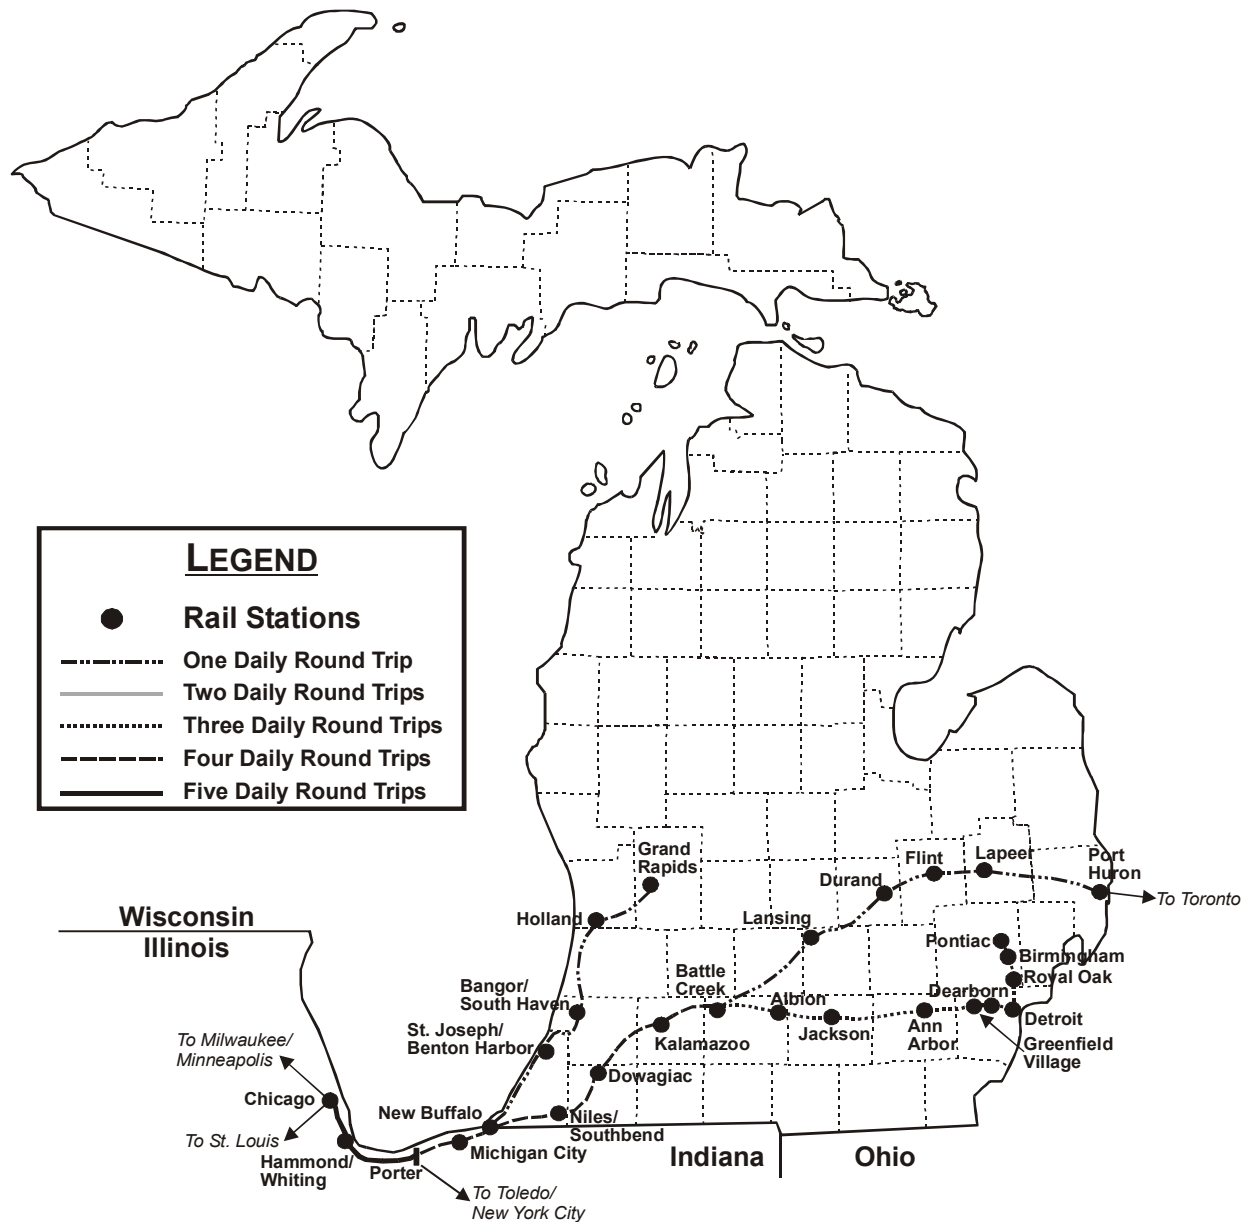 LEGEND
Rail Stations
One Daily Round Trip
Two Daily Round Trips
Three Daily Round Trips
Four Daily Round Trips
Five Daily Round Trips
Grand
Rapids
Holland
Flint
Lapeer
Port
Huron
To Toronto
Durand
Lansing
Wisconsin
Illinois
Pontiac
Birmingham
Royal Oak
Battle
Creek
Bangor/
South Haven
Albion
Dearborn
Detroit
St. Joseph/
Benton Harbor
Kalamazoo
Jackson
Ann
Arbor
Greenfield
Village
To Milwaukee/
Minneapolis
Dowagiac
Chicago
New Buffalo
Niles/
Southbend
To St. Louis
Hammond/
Whiting
Michigan City
Indiana
Ohio
Porter
To Toledo/
New York City